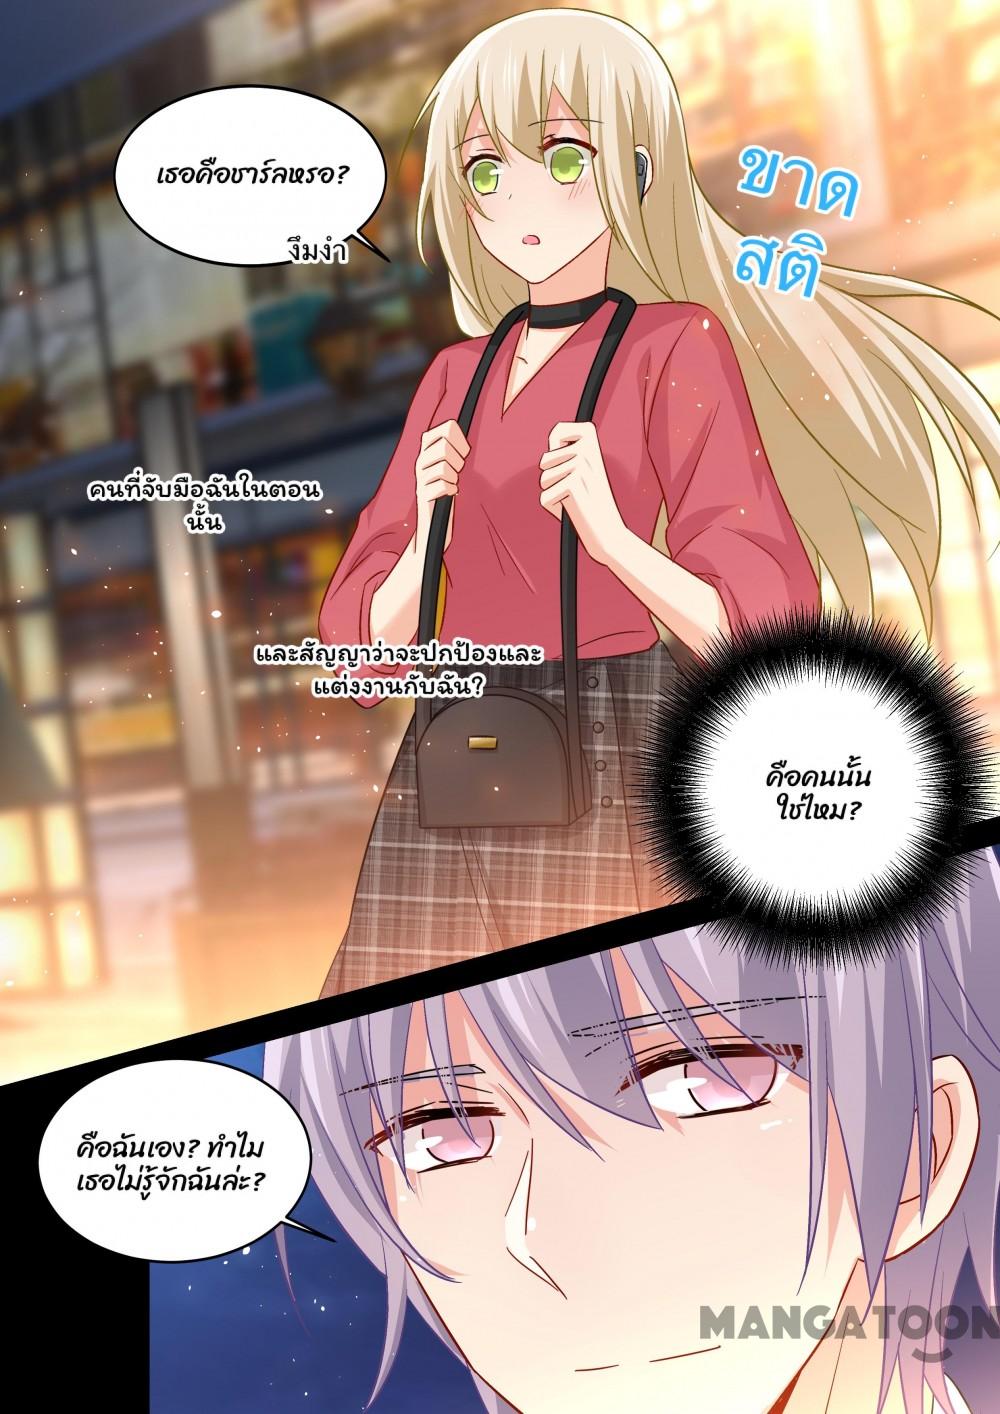 เธอคือชาร์ลหรอ?
งึมงำ
ขาด
สติ
คนที่จับมือฉันในตอน
นั้น
และสัญญาว่าจะปกป้องและ
แต่งงานกับฉัน?
คือคนนั้น
ใช่ไหม?
คือฉันเอง? ทำไม
เธอไม่รู้จักฉันล่ะ?
MANGATOON